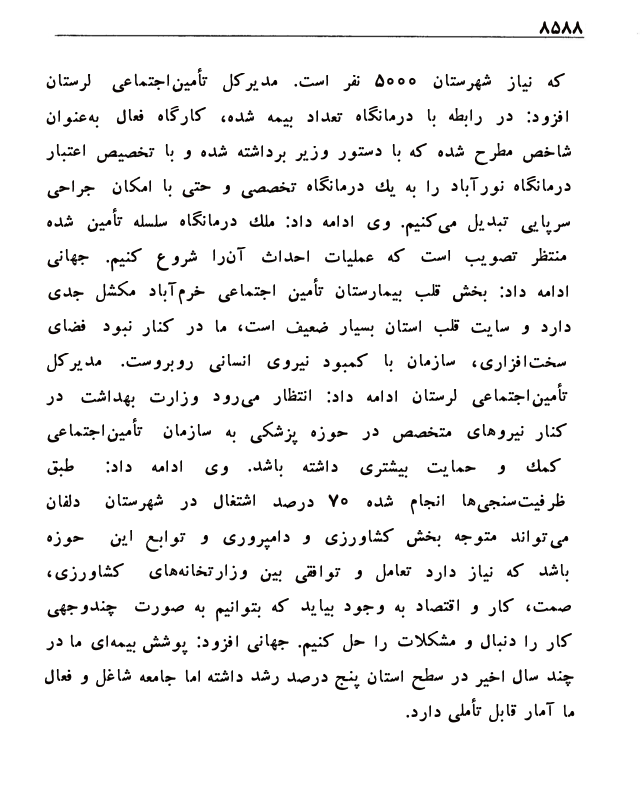 ۸۵۸۸
که نیاز شهرستان ۵۰۰۰ نفر است. مدیرکل تأمین‌اجتماعی لرستان
افزود: در رابطه با درمانگاه تعداد بیمه شده، کارگاه فعال به‌عنوان
شاخص مطرح شده که با دستور وزیر برداشته شده و با تخصیص اعتبار
درمانگاه نورآباد را به یك درمانگاه تخصصی و حتی با امکان جراحی
سرپایی تبدیل می‌کنیم. وی ادامه داد: ملك درمانگاه سلسله تأمین شده
منتظر تصویب است که عملیات احداث آن‌را شروع کنیم. جهانی
ادامه داد: بخش قلب بیمارستان تأمین اجتماعی خرم‌آباد مکشل جدی
دارد و سایت قلب استان بسیار ضعیف است، ما در کنار نبود فضای
سخت‌افزاری، سازمان با کمبود نیروی انسانی روبروست. مدیرکل
تأمین‌اجتماعی لرستان ادامه داد: انتظار می‌رود وزارت بهداشت در
کنار نیروهای متخصص در حوزه پزشکی به سازمان تأمین‌اجتماعی
کمك و حمایت بیشتری داشته باشد. وی ادامه داد: طبق
ظرفیت‌سنجی‌ها انجام شده ۷۰ درصد اشتغال در شهرستان دلفان
می‌تواند متوجه بخش کشاورزی و دامپروری و توابع این حوزه
باشد که نیاز دارد تعامل و توافقی بین وزارتخانه‌های کشاورزی،
صمت، کار و اقتصاد به وجود بیاید که بتوانیم به صورت چندوجهی
کار را دنبال و مشکلات را حل کنیم. جهانی افزود: پوشش بیمه‌ای ما در
چند سال اخیر در سطح استان پنج درصد رشد داشته اما جامعه شاغل و فعال
ما آمار قابل تأملی دارد.